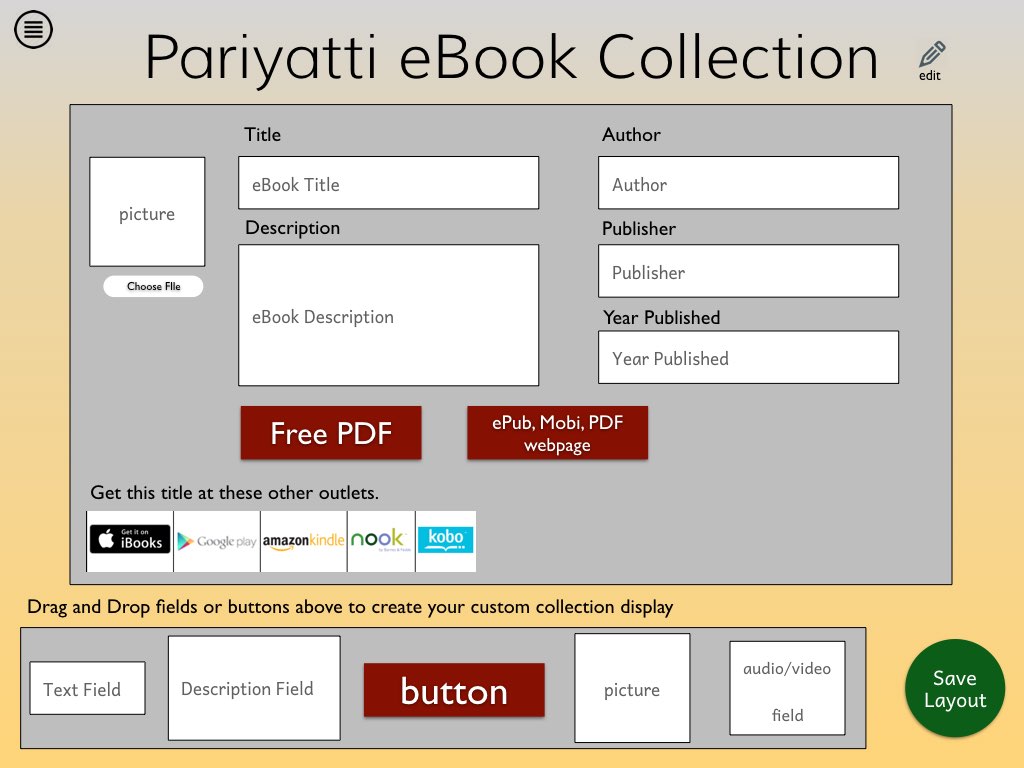 Pariyatti eBook Collection
edit
Title
Author
picture
eBook Title
Author
Choose FIle
Description
Publisher
eBook Description
Publisher
Year Published
Year Published
Free PDF
ePub, Mobi, PDF
webpage
Get this title at these other outlets.
Get it on
iBooks
Google play
amazonkindle
nook
by Barnes & Noble
kobo
Drag and Drop fields or buttons above to create your custom collection display
Text Field
Description Field
button
picture
audio/video
field
Save
Layout